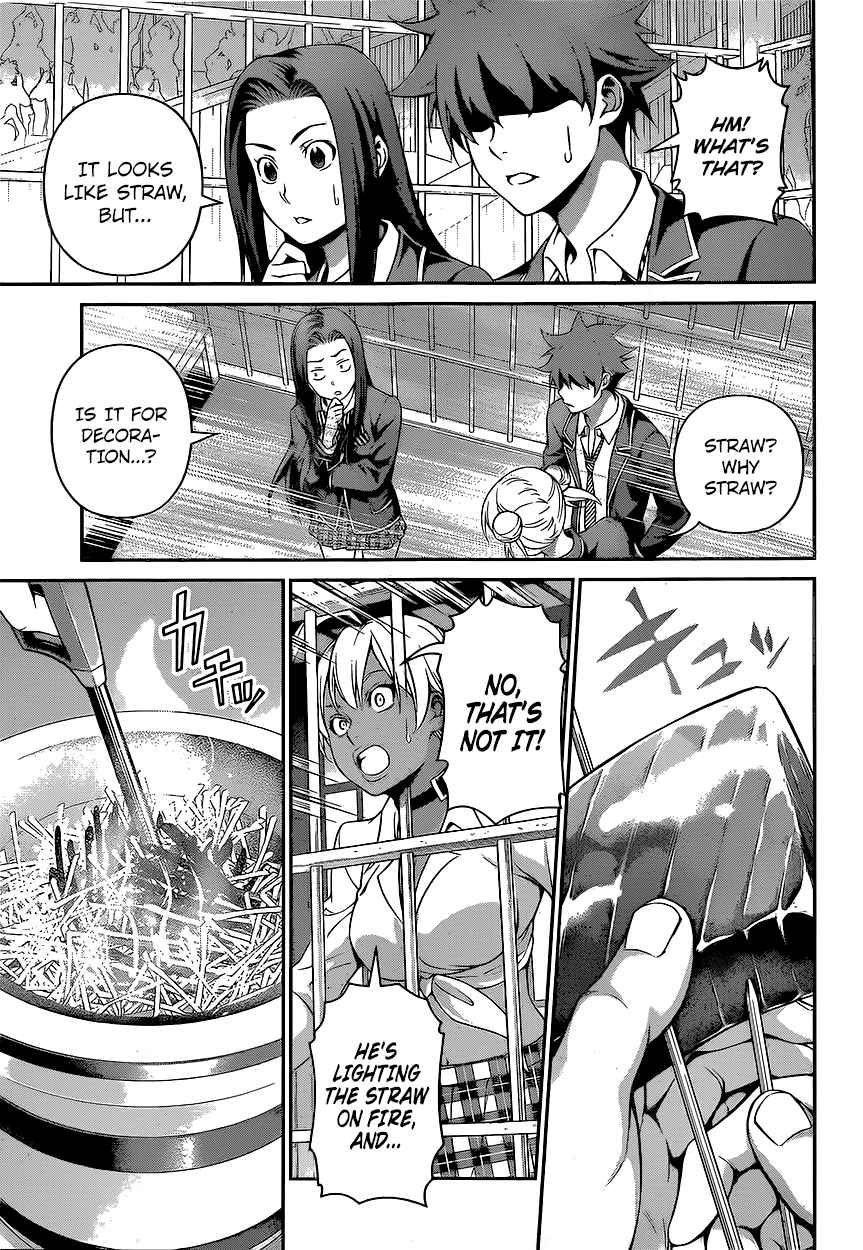 HM!
WHAT'S
THAT?
IT LOOKS
LIKE STRAW,
BUT...
STRAW?
WHY
STRAW?
IS IT FOR
DECORA-
TION...?
キュッ
NO,
THAT'S
NOT IT!
HE'S
LIGHTING
THE STRAW
ON FIRE,
AND...
カチッ